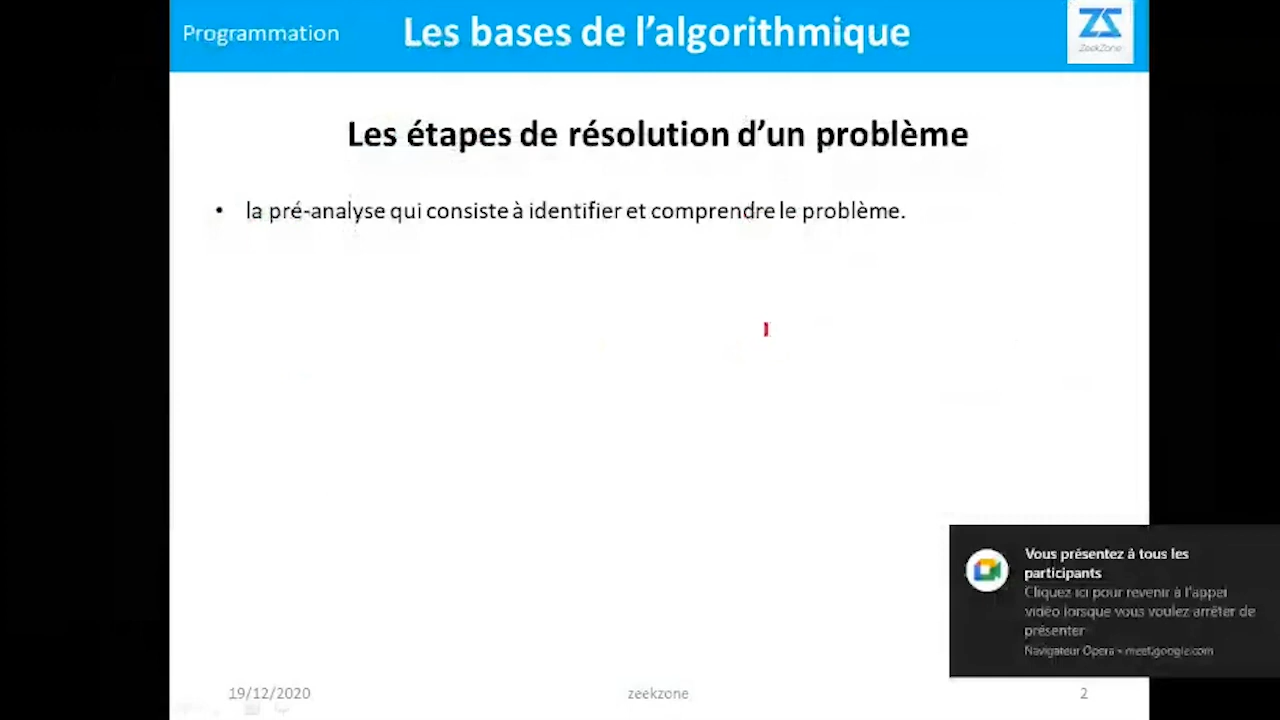 Programmation
Les bases de l'algorithmique
ZS
ZeekZone
Les étapes de résolution d'un problème
• la pré-analyse qui consiste à identifier et comprendre le problème.
Vous présentez à tous les
participants
Cliquez ici pour revenir à l'appel
vidéo lorsque vous voulez arrêter de
présenter
Navigateur Opera • meet.google.com
19/12/2020
zeekzone
2